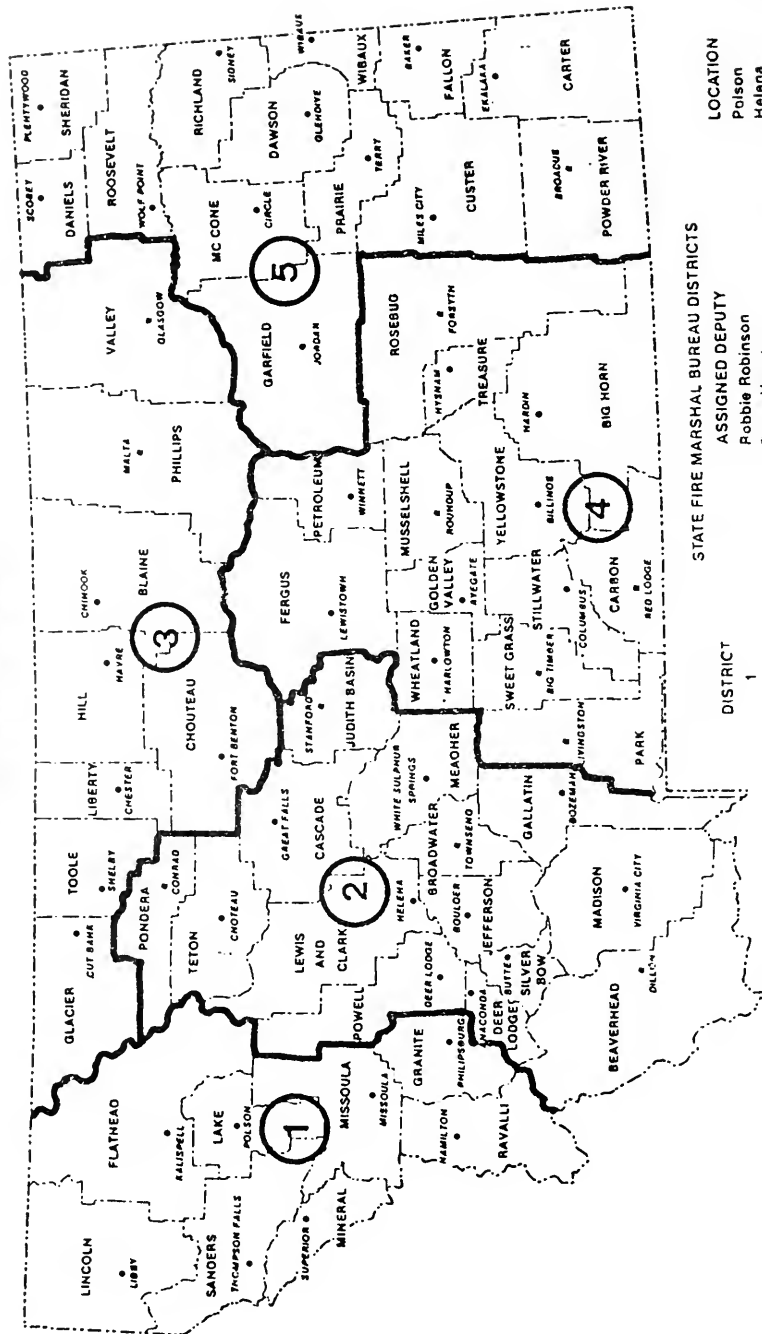 LINCOLN
LIBBY
FLATHEAD
KALISPELL
SANDERS
THOMPSON FALLS
LAKE
POLSON
1
SUPERIOR
MINERAL
MISSOULA
MISSOULA
GRANITE
PHILIPSBURG
HAMILTON
RAVALLI
GLACIER
CUT BANK
TOOLE
SHELBY
LIBERTY
CHESTER
HILL
HAVRE
CHINOOK
BLAINE
3
CHOUTEAU
FORT BENTON
MALTA
PHILLIPS
VALLEY
GLASGOW
PONDERA
CONRAD
TETON
CHOTEAU
GREAT FALLS
CASCADE
STANFORD
JUDITH BASIN
LEWIS
AND
CLARK
2
HELENA
WHITE SULPHUR
SPRINGS
MEAGHER
BROADWATER
TOWNSEND
POWELL
DEER LODGE
BOULDER
JEFFERSON
ANACONDA
DEER
LODGE
BUTTE
SILVER
BOW
GALLATIN
BOZEMAN
MADISON
VIRGINIA CITY
BEAVERHEAD
DILLON
FERGUS
LEWISTOWN
PETROLEUM
WINNETT
WHEATLAND
HARLOWTON
GOLDEN
VALLEY
RYEGATE
MUSSELSHELL
ROUNDUP
SWEET GRASS
BIG TIMBER
STILLWATER
COLUMBUS
YELLOWSTONE
BILLINGS
4
CARBON
RED LODGE
LIVINGSTON
PARK
TREASURE
HYSHAM
ROSEBUG
FORSYTH
HARDIN
BIG HORN
SCOBEY
DANIELS
PLENTYWOOD
SHERIDAN
ROOSEVELT
WOLF POINT
RICHLAND
SIDNEY
MC CONE
CIRCLE
DAWSON
GLENDIVE
WIBAUX
WIBAUX
5
GARFIELD
JORDAN
PRAIRIE
TERRY
MILES CITY
CUSTER
BAKER
FALLON
EKALAKA
CARTER
BROADUS
POWDER RIVER
STATE FIRE MARSHAL BUREAU DISTRICTS
DISTRICT ASSIGNED DEPUTY LOCATION
1 Robbie Robinson Polson
Helena